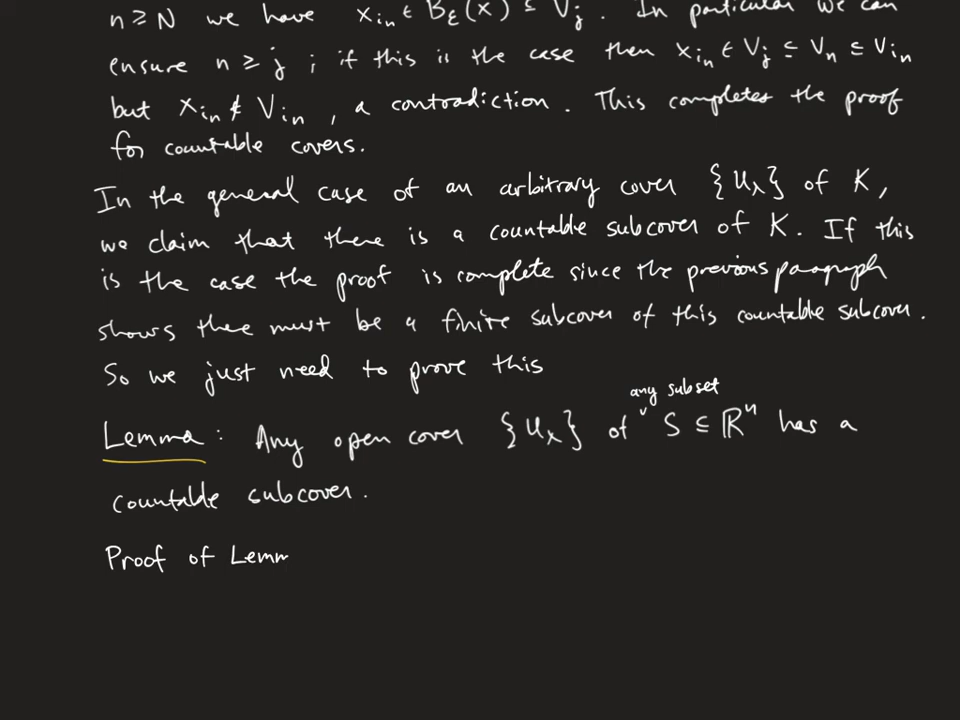 n ≥ N we have x_{i_n} ∈ B_ε(x) ⊆ V_j. In particular we can
ensure n ≥ j ; if this is the case then x_{i_n} ∈ V_j ⊆ V_n ⊆ V_{i_n}
but x_{i_n} ∉ V_{i_n}, a contradiction. This completes the proof
for countable covers.
In the general case of an arbitrary cover {U_λ} of K,
we claim that there is a countable subcover of K. If this
is the case the proof is complete since the previous paragraph
shows there must be a finite subcover of this countable subcover.
So we just need to prove this
any subset
Lemma: Any open cover {U_λ} of S ⊆ ℝⁿ has a
countable subcover.
Proof of Lemm